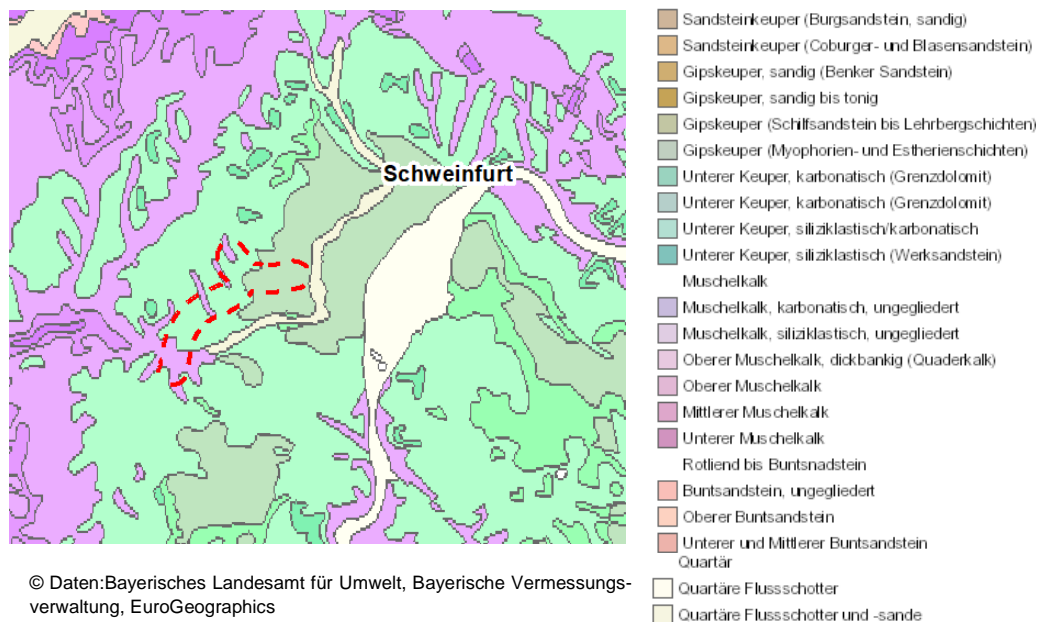 Schweinfurt
© Daten:Bayerisches Landesamt für Umwelt, Bayerische Vermessungs-
verwaltung, EuroGeographics
Sandsteinkeuper (Burgsandstein, sandig)
Sandsteinkeuper (Coburger- und Blasensandstein)
Gipskeuper, sandig (Benker Sandstein)
Gipskeuper, sandig bis tonig
Gipskeuper (Schilfsandstein bis Lehrbergschichten)
Gipskeuper (Myophorien- und Estherienschichten)
Unterer Keuper, karbonatisch (Grenzdolomit)
Unterer Keuper, karbonatisch (Grenzdolomit)
Unterer Keuper, siliziklastisch/karbonatisch
Unterer Keuper, siliziklastisch (Werksandstein)
Muschelkalk
Muschelkalk, karbonatisch, ungegliedert
Muschelkalk, siliziklastisch, ungegliedert
Oberer Muschelkalk, dickbankig (Quaderkalk)
Oberer Muschelkalk
Mittlerer Muschelkalk
Unterer Muschelkalk
Rotliend bis Buntsnadstein
Buntsandstein, ungegliedert
Oberer Buntsandstein
Unterer und Mittlerer Buntsandstein
Quartär
Quartäre Flussschotter
Quartäre Flussschotter und -sande